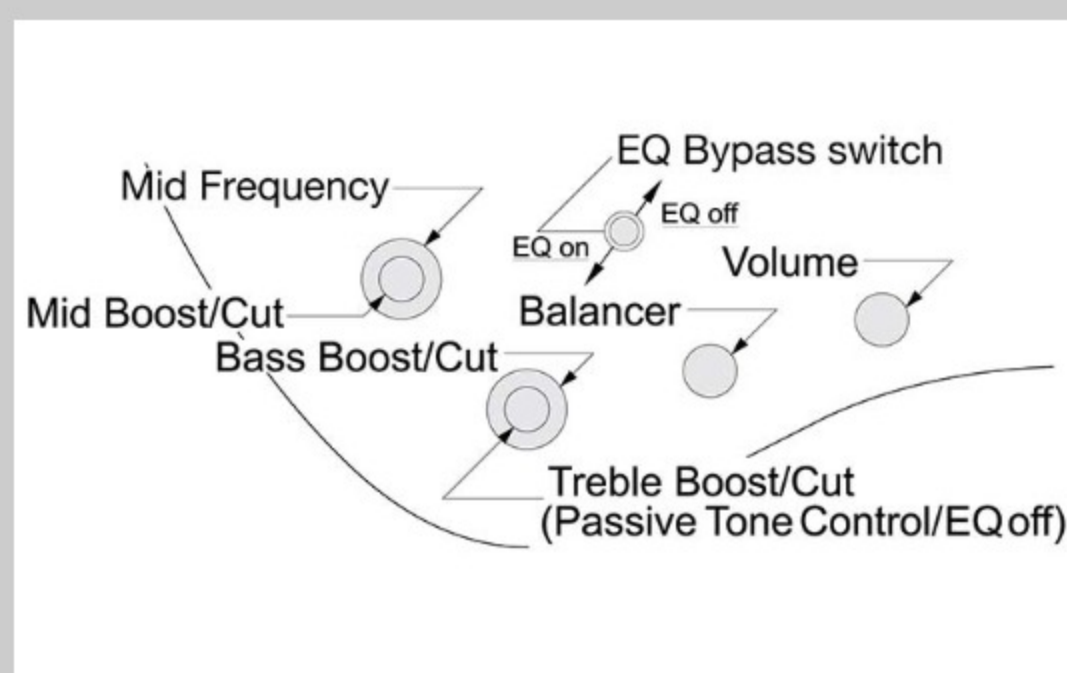 EQ Bypass switch
Mid Frequency
EQ off
EQ on
Volume
Mid Boost/Cut
Balancer
Bass Boost/Cut
Treble Boost/Cut
(Passive Tone Control/EQ off)